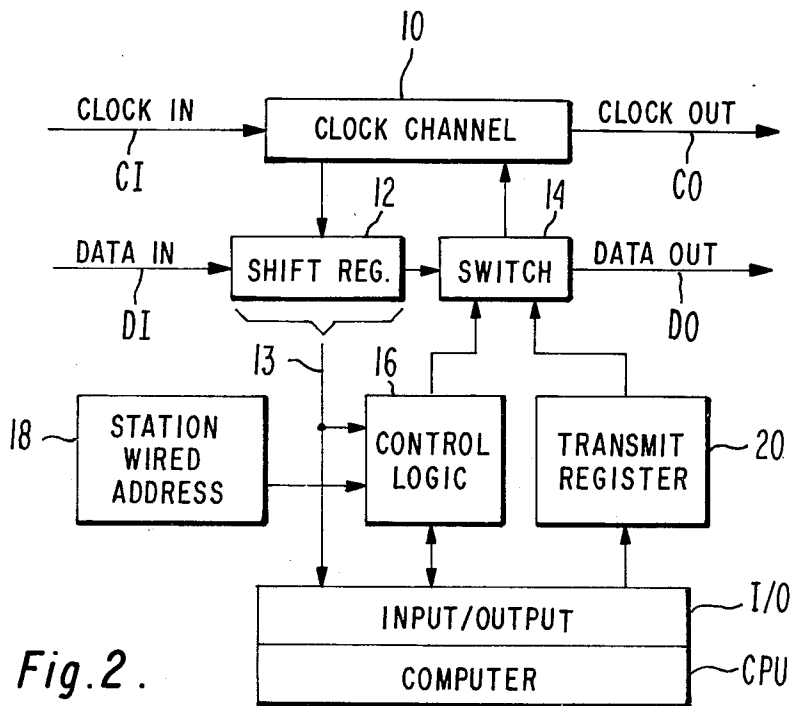 10
CLOCK IN
CLOCK CHANNEL
CLOCK OUT
CI
CO
12
14
DATA IN
SHIFT REG.
SWITCH
DATA OUT
DI
DO
13
16
18
STATION
WIRED
ADDRESS
CONTROL
LOGIC
TRANSMIT
REGISTER
20
INPUT/OUTPUT
I/O
COMPUTER
CPU
Fig.2.